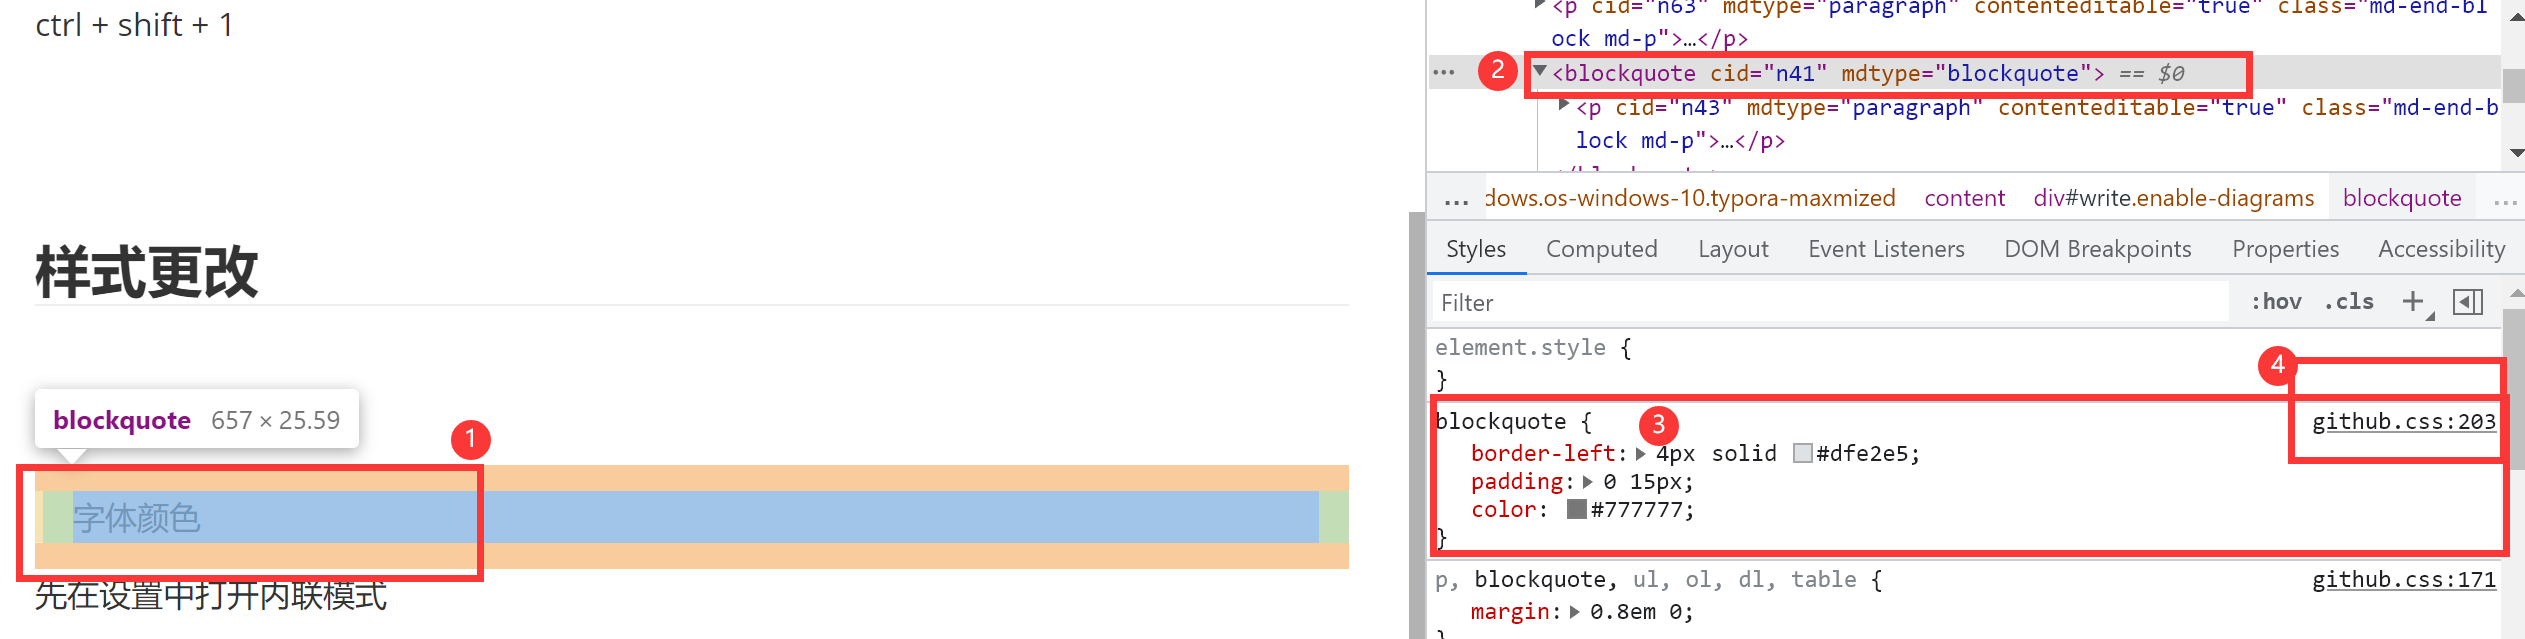 ctrl + shift + 1
样式更改
blockquote 657 × 25.59
1
字体颜色
先在设置中打开内联模式
<p cid="n63" mdtype="paragraph" contenteditable="true" class="md-end-bl
ock md-p">…</p>
… 2 <blockquote cid="n41" mdtype="blockquote"> == $0
<p cid="n43" mdtype="paragraph" contenteditable="true" class="md-end-b
lock md-p">…</p>
… dows.os-windows-10.typora-maxmized content div#write.enable-diagrams blockquote …
Styles Computed Layout Event Listeners DOM Breakpoints Properties Accessibility
Filter :hov .cls +
element.style {
}
4
blockquote { 3 github.css:203
border-left: 4px solid #dfe2e5;
padding: 0 15px;
color: #777777;
}
p, blockquote, ul, ol, dl, table { github.css:171
margin: 0.8em 0;